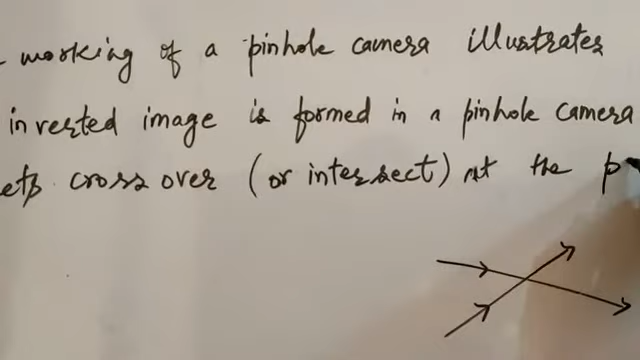 working of a pinhole camera illustrates
inverted image is formed in a pinhole camera
cross over (or intersect) at the p